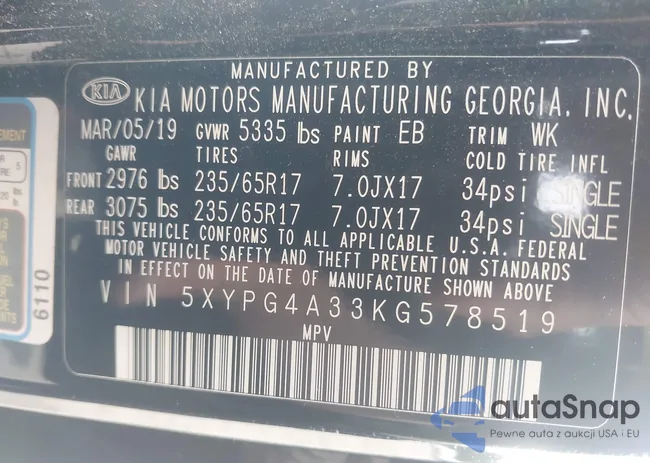 MANUFACTURED BY
KIA KIA MOTORS MANUFACTURING GEORGIA, INC.
MAR/05/19 GVWR 5335 lbs PAINT EB TRIM WK
GAWR TIRES RIMS COLD TIRE INFL
FRONT 2976 lbs 235/65R17 7.0JX17 34psi SINGLE
REAR 3075 lbs 235/65R17 7.0JX17 34psi SINGLE
THIS VEHICLE CONFORMS TO ALL APPLICABLE U.S.A. FEDERAL
MOTOR VEHICLE SAFETY AND THEFT PREVENTION STANDARDS
IN EFFECT ON THE DATE OF MANUFACTURE SHOWN ABOVE.
VIN 5XYPG4A33KG578519
MPV
6110
autaSnap
Pewne auta z aukcji USA i EU